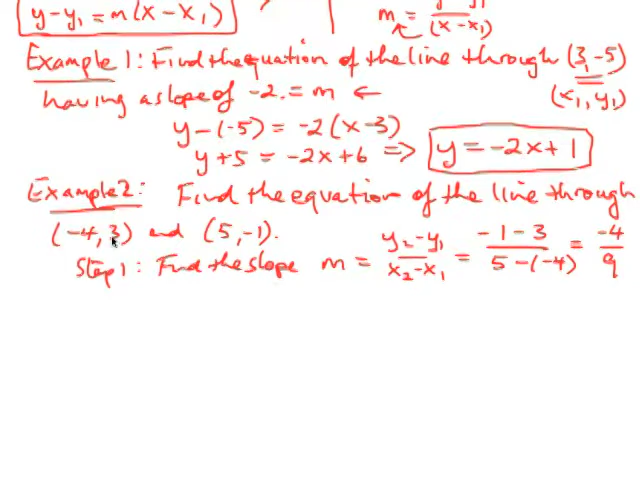 y-y₁ = m(x-x₁)
m = (x-x₁)
Example 1: Find the equation of the line through (3,-5)
having a slope of -2. = m ← (x₁, y₁)
y-(-5) = -2(x-3)
y+5 = -2x+6 => y = -2x+1
Example 2: Find the equation of the line through
(-4,3) and (5,-1).
Step 1: Find the slope m = y₂-y₁/x₂-x₁ = -1-3/5-(-4) = -4/9